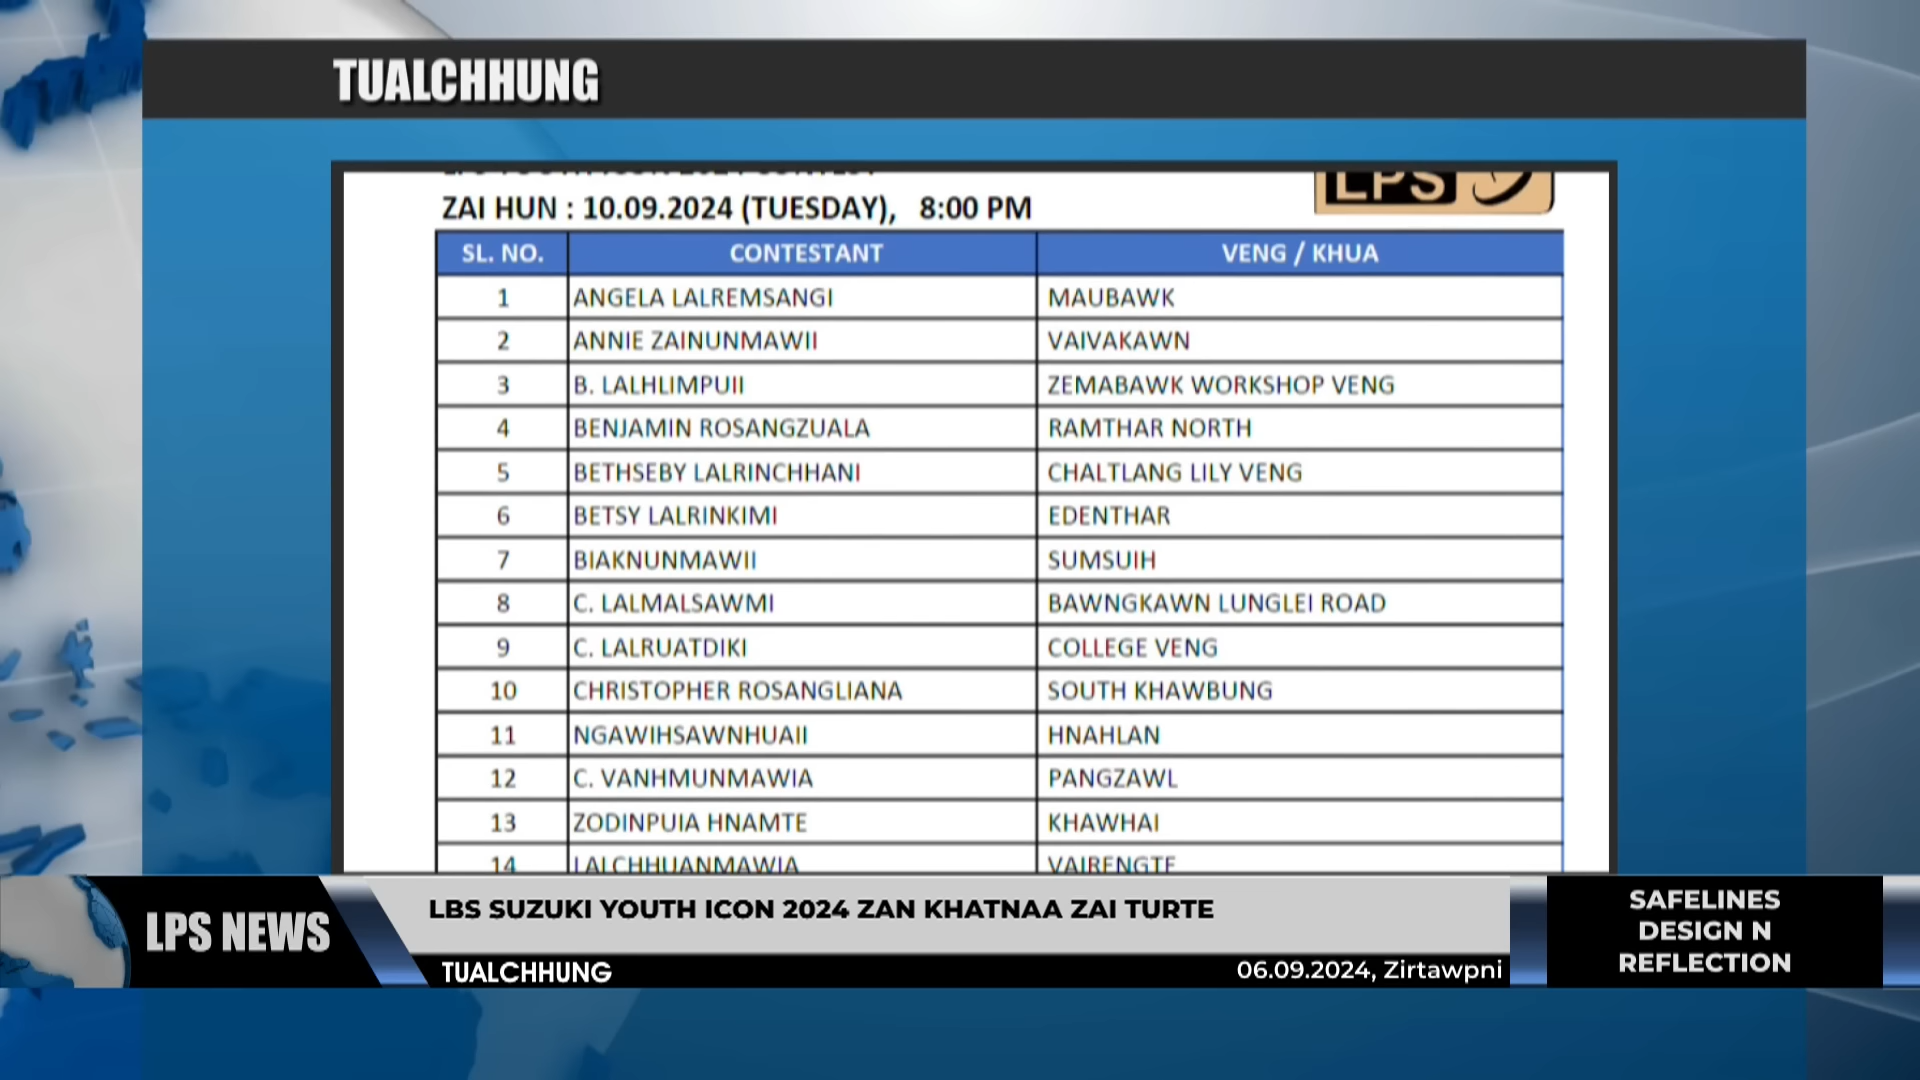 TUALCHHUNG
LPS
ZAI HUN : 10.09.2024 (TUESDAY), 8:00 PM
SL. NO. CONTESTANT VENG / KHUA
1 ANGELA LALREMSANGI MAUBAWK
2 ANNIE ZAINUNMAWII VAIVAKAWN
3 B. LALHLIMPUII ZEMABAWK WORKSHOP VENG
4 BENJAMIN ROSANGZUALA RAMTHAR NORTH
5 BETHSEBY LALRINCHHANI CHALTLANG LILY VENG
6 BETSY LALRINKIMI EDENTHAR
7 BIAKNUNMAWII SUMSUIH
8 C. LALMALSAWMI BAWNGKAWN LUNGLEI ROAD
9 C. LALRUATDIKI COLLEGE VENG
10 CHRISTOPHER ROSANGLIANA SOUTH KHAWBUNG
11 NGAWIHSAWNHUAII HNAHLAN
12 C. VANHMUNMAWIA PANGZAWL
13 ZODINPUIA HNAMTE KHAWHAI
14 LALCHHUANMAWIA VAIRENGTE
LPS NEWS
LBS SUZUKI YOUTH ICON 2024 ZAN KHATNAA ZAI TURTE
TUALCHHUNG
06.09.2024, Zirtawpni
SAFELINES
DESIGN N
REFLECTION